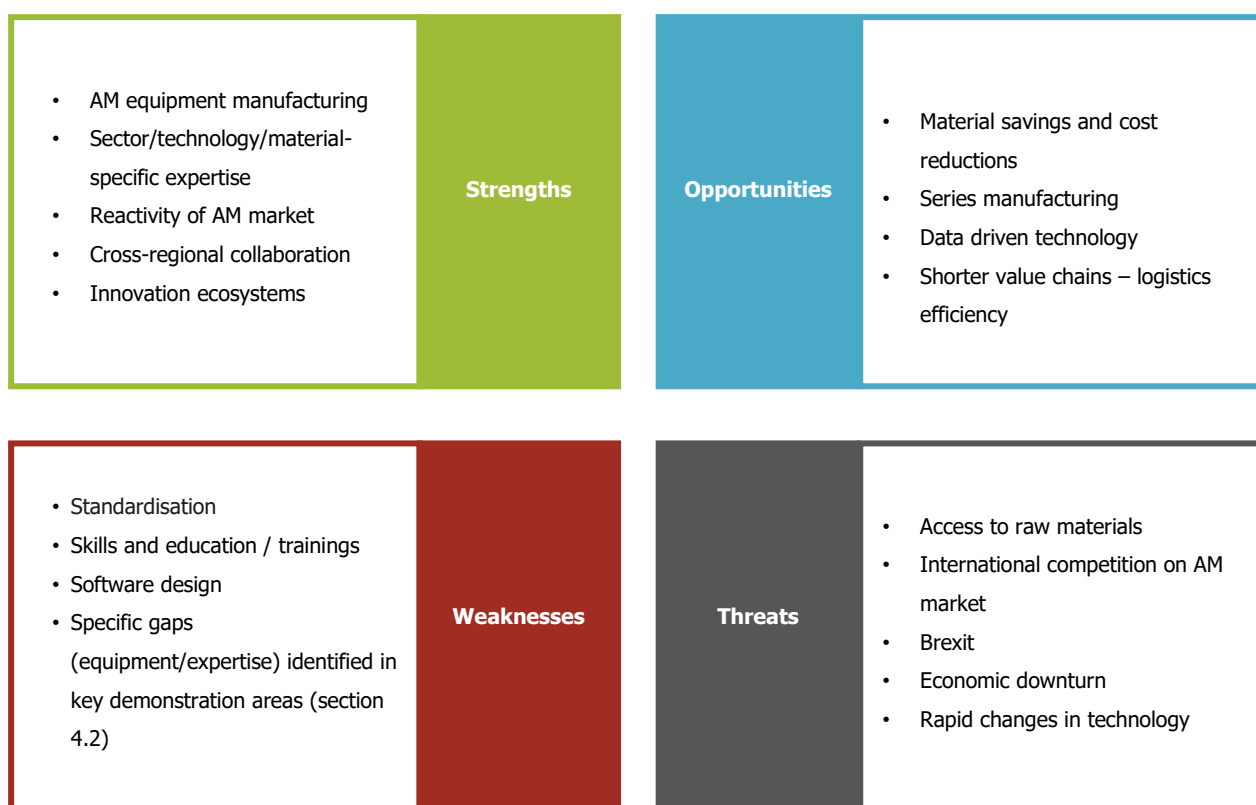 • AM equipment manufacturing
• Sector/technology/material-
specific expertise
• Reactivity of AM market
• Cross-regional collaboration
• Innovation ecosystems
Strengths
Opportunities
• Material savings and cost
reductions
• Series manufacturing
• Data driven technology
• Shorter value chains – logistics
efficiency
• Standardisation
• Skills and education / trainings
• Software design
• Specific gaps
(equipment/expertise) identified in
key demonstration areas (section
4.2)
Weaknesses
Threats
• Access to raw materials
• International competition on AM
market
• Brexit
• Economic downturn
• Rapid changes in technology